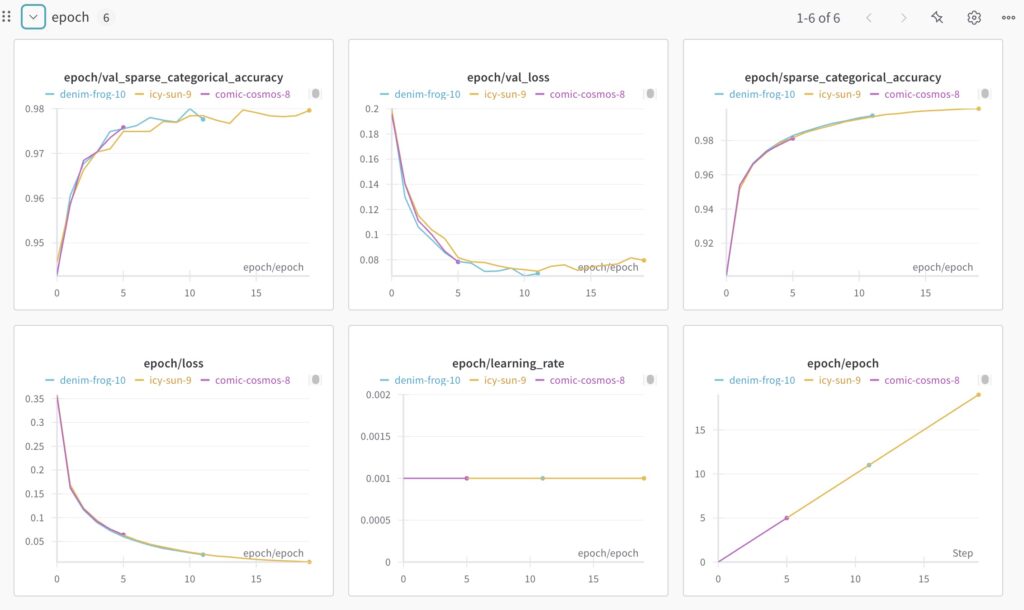 epoch 6 1-6 of 6
epoch/val_sparse_categorical_accuracy
denim-frog-10 icy-sun-9 comic-cosmos-8
0.98
0.97
0.96
0.95
epoch/epoch
0 5 10 15
epoch/val_loss
denim-frog-10 icy-sun-9 comic-cosmos-8
0.2
0.18
0.16
0.14
0.12
0.1
0.08
epoch/epoch
0 5 10 15
epoch/sparse_categorical_accuracy
denim-frog-10 icy-sun-9 comic-cosmos-8
0.98
0.96
0.94
0.92
epoch/epoch
0 5 10 15
epoch/loss
denim-frog-10 icy-sun-9 comic-cosmos-8
0.35
0.3
0.25
0.2
0.15
0.1
0.05
epoch/epoch
0 5 10 15
epoch/learning_rate
denim-frog-10 icy-sun-9 comic-cosmos-8
0.002
0.0015
0.001
0.0005
0
epoch/epoch
0 5 10 15
epoch/epoch
denim-frog-10 icy-sun-9 comic-cosmos-8
15
10
5
0
Step
0 5 10 15